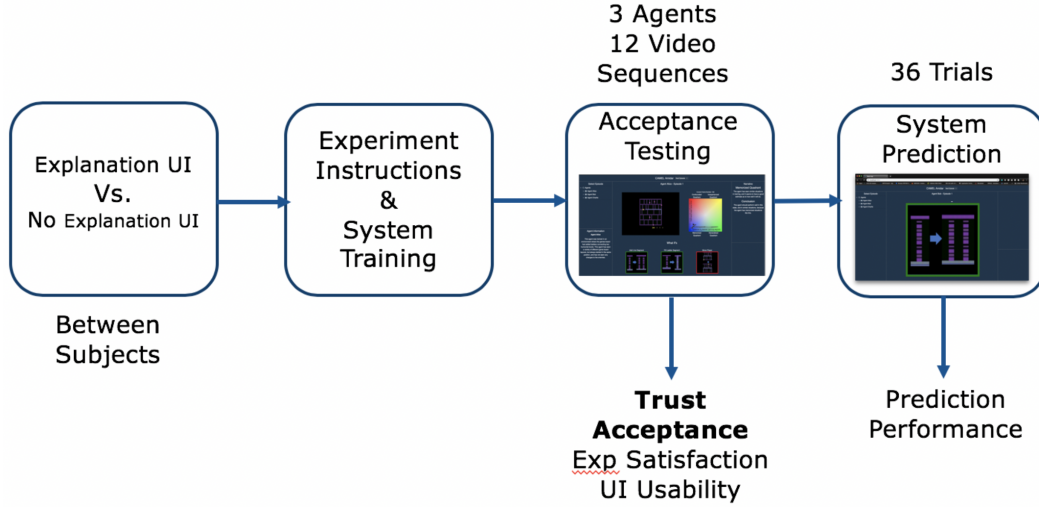 3 Agents
12 Video
Sequences
36 Trials
Explanation UI
Vs.
No Explanation UI
Between
Subjects
Experiment
Instructions
&
System
Training
Acceptance
Testing
System
Prediction
Trust
Acceptance
Exp Satisfaction
UI Usability
Prediction
Performance